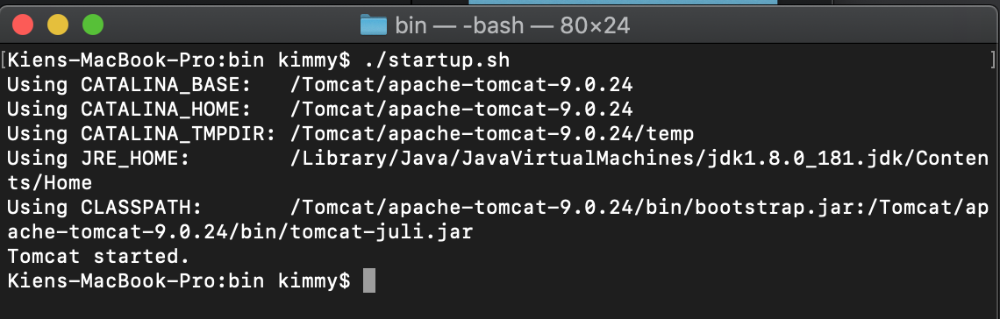 bin — -bash — 80×24
[Kiens-MacBook-Pro:bin kimmy$ ./startup.sh ]
Using CATALINA_BASE:   /Tomcat/apache-tomcat-9.0.24
Using CATALINA_HOME:   /Tomcat/apache-tomcat-9.0.24
Using CATALINA_TMPDIR: /Tomcat/apache-tomcat-9.0.24/temp
Using JRE_HOME:        /Library/Java/JavaVirtualMachines/jdk1.8.0_181.jdk/Conten
ts/Home
Using CLASSPATH:       /Tomcat/apache-tomcat-9.0.24/bin/bootstrap.jar:/Tomcat/ap
ache-tomcat-9.0.24/bin/tomcat-juli.jar
Tomcat started.
Kiens-MacBook-Pro:bin kimmy$